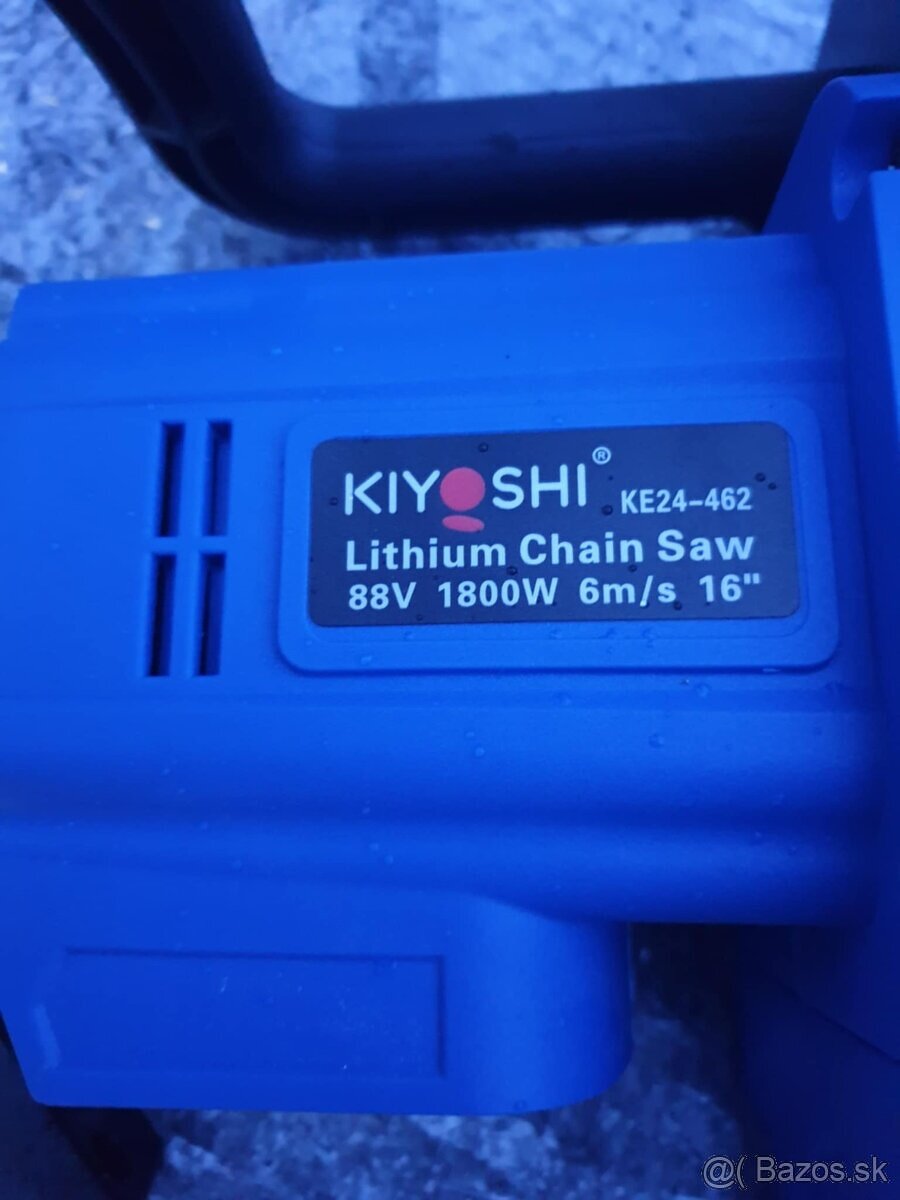 KIYOSHI® KE24-462
Lithium Chain Saw
88V 1800W 6m/s 16"
@( Bazos.sk